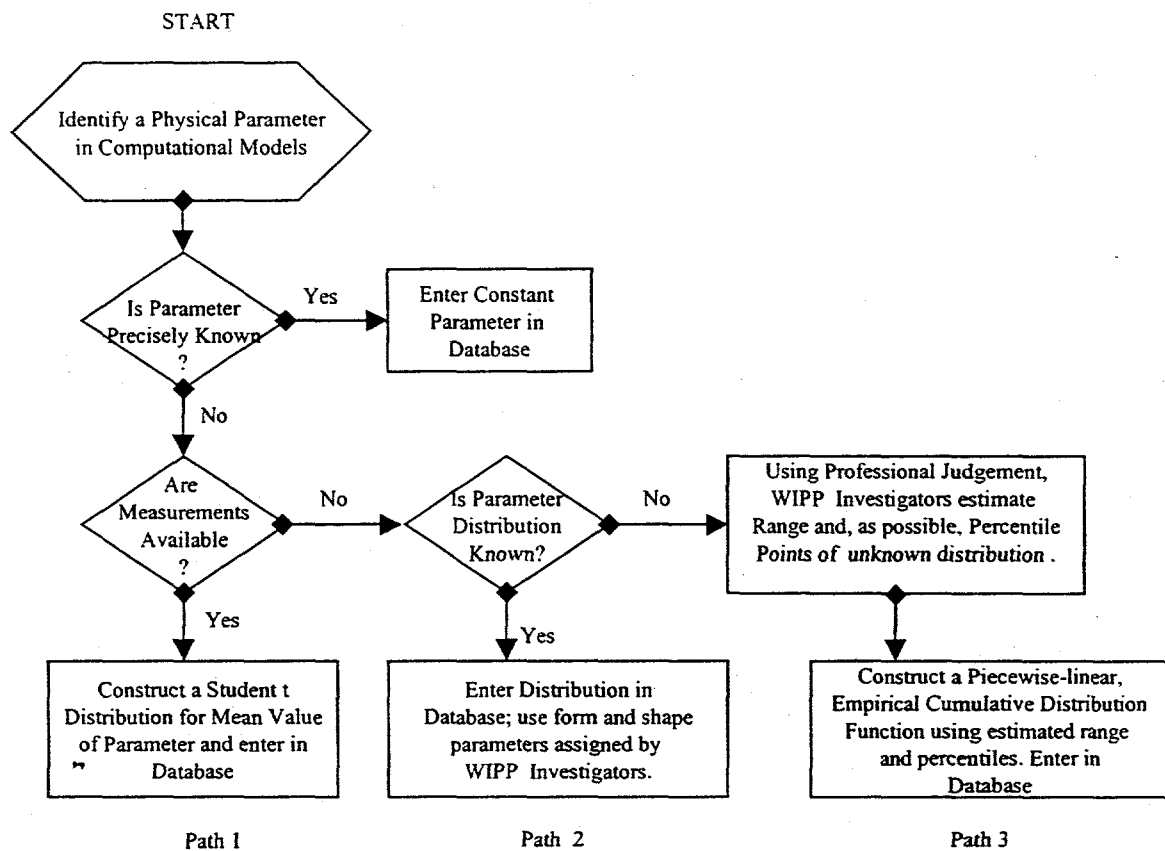 START
Identify a Physical Parameter
in Computational Models
Is Parameter
Precisely Known
?
Yes
Enter Constant
Parameter in
Database
No
Are
Measurements
Available
?
No
Is Parameter
Distribution
Known?
No
Using Professional Judgement,
WIPP Investigators estimate
Range and, as possible, Percentile
Points of unknown distribution .
Yes
Yes
Construct a Student t
Distribution for Mean Value
of Parameter and enter in
Database
Enter Distribution in
Database; use form and shape
parameters assigned by
WIPP Investigators.
Construct a Piecewise-linear,
Empirical Cumulative Distribution
Function using estimated range
and percentiles. Enter in
Database
Path 1
Path 2
Path 3